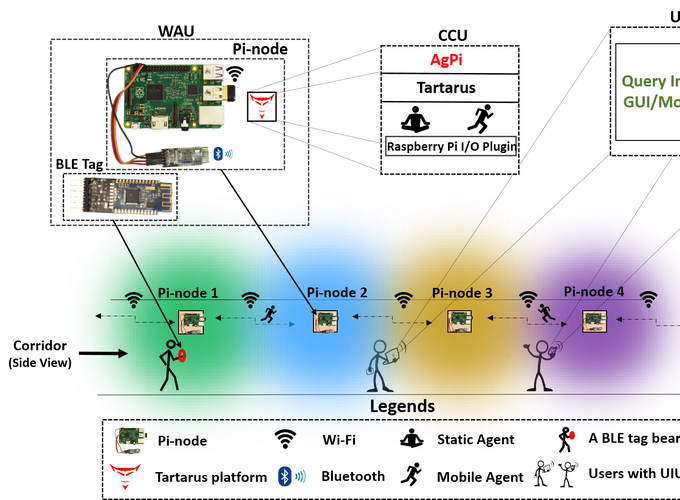 WAU
Pi-node
BLE Tag
CCU
AgPi
Tartarus
Raspberry Pi I/O Plugin
U
Query In
GUI/Mo
Pi-node 1
Pi-node 2
Pi-node 3
Pi-node 4
Corridor
(Side View)
Legends
Pi-node
Wi-Fi
Static Agent
A BLE tag bear
Tartarus platform
Bluetooth
Mobile Agent
Users with UIU